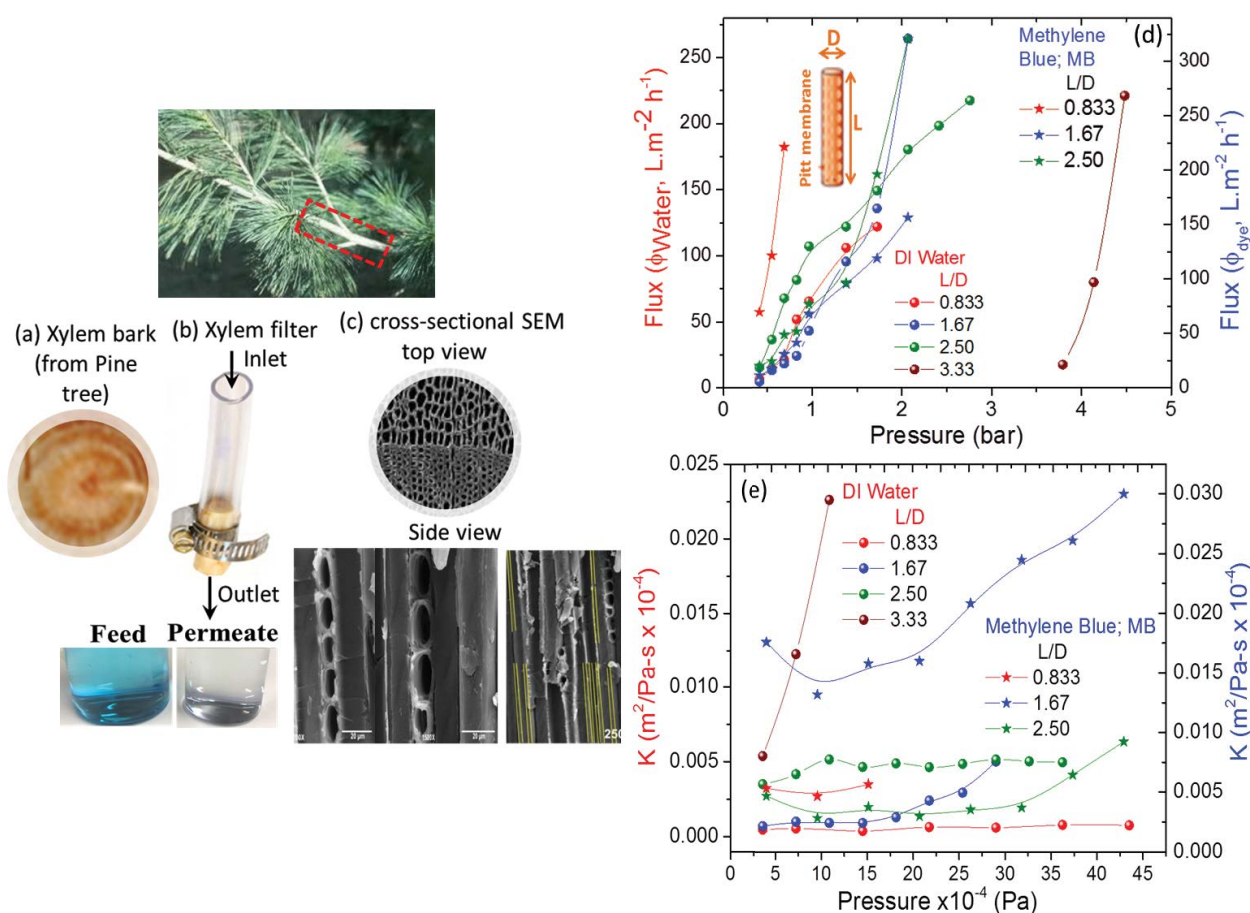 (a) Xylem bark
(from Pine
tree)
(b) Xylem filter
Inlet
Outlet
Feed
Permeate
(c) cross-sectional SEM
top view
Side view
20 µm
1500X
20 µm
250
(d)
Flux (ϕWater, L.m-2 h-1)
250
200
150
100
50
0
D
L
Pitt membrane
Methylene
Blue; MB
L/D
0.833
1.67
2.50
DI Water
L/D
0.833
1.67
2.50
3.33
Flux (ϕdye, L.m-2 h-1)
300
250
200
150
100
50
0
0 1 2 3 4 5
Pressure (bar)
(e)
K (m2/Pa-s x 10-4)
0.025
0.020
0.015
0.010
0.005
0.000
DI Water
L/D
0.833
1.67
2.50
3.33
Methylene Blue; MB
L/D
0.833
1.67
2.50
K (m2/Pa-s x 10-4)
0.030
0.025
0.020
0.015
0.010
0.005
0.000
0 5 10 15 20 25 30 35 40 45
Pressure x10-4 (Pa)